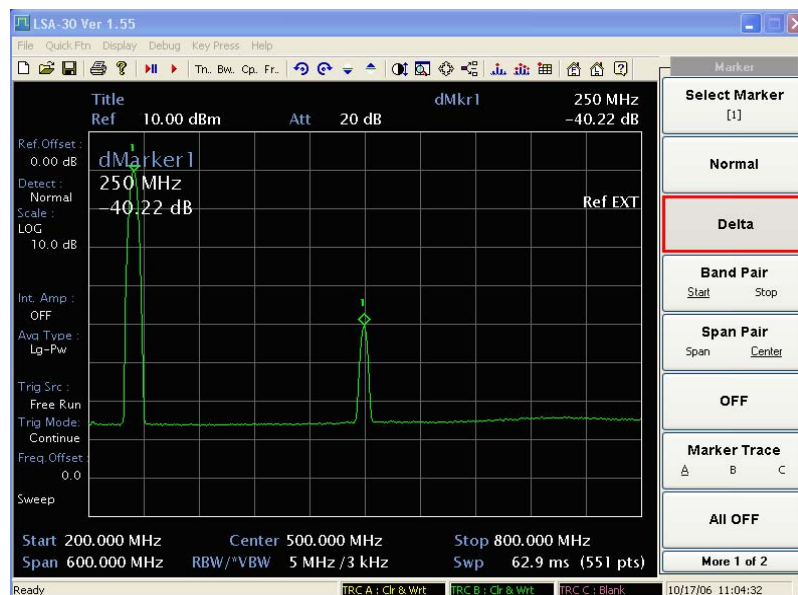 LSA-30 Ver 1.55
File Quick Ftn Display Debug Key Press Help
Tn.. Bw.. Cp.. Fr..
Title dMkr1 250 MHz
Ref 10.00 dBm Att 20 dB −40.22 dB
Ref.Offset :
0.00 dB
Detect :
Normal
Scale :
LOG
10.0 dB
Int. Amp :
OFF
Avg Type :
Lg-Pw
Trig Src :
Free Run
Trig Mode:
Continue
Freq.Offset :
0.0
Sweep
1
dMarker1
250 MHz
−40.22 dB
Ref EXT
1
Start 200.000 MHz Center 500.000 MHz Stop 800.000 MHz
Span 600.000 MHz RBW/*VBW 5 MHz /3 kHz Swp 62.9 ms (551 pts)
Marker
Select Marker
[1]
Normal
Delta
Band Pair
Start Stop
Span Pair
Span Center
OFF
Marker Trace
A B C
All OFF
More 1 of 2
Ready TRC A : Clr & Wrt TRC B : Clr & Wrt TRC C : Blank 10/17/06 11:04:32